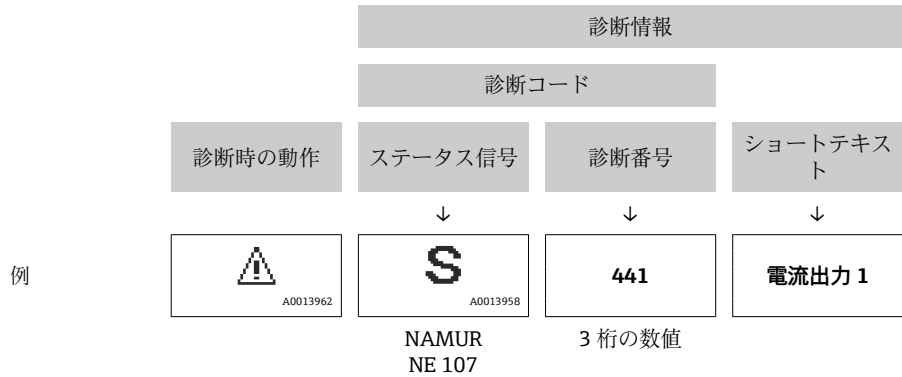 診断情報
診断コード
診断時の動作
ステータス信号
診断番号
ショートテキス
ト
↓
↓
↓
例
A0013962
S
A0013958
441
電流出力 1
NAMUR
NE 107
3 桁の数値